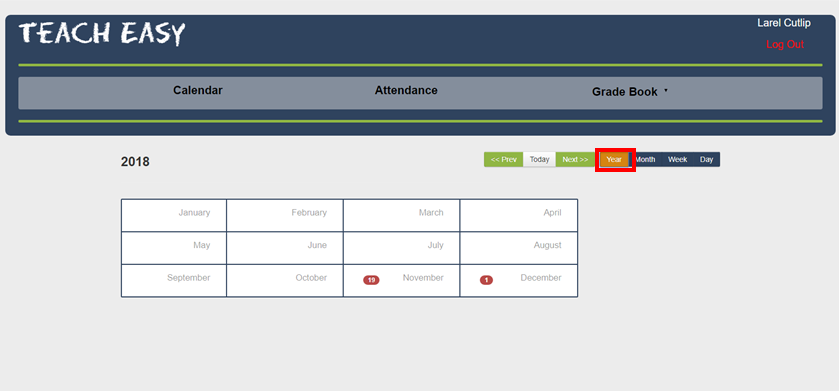 TEACH EASY
Larel Cutlip
Log Out
Calendar Attendance Grade Book
2018
<< Prev Today Next >> Year Month Week Day
January February March April
May June July August
September October 19 November 1 December